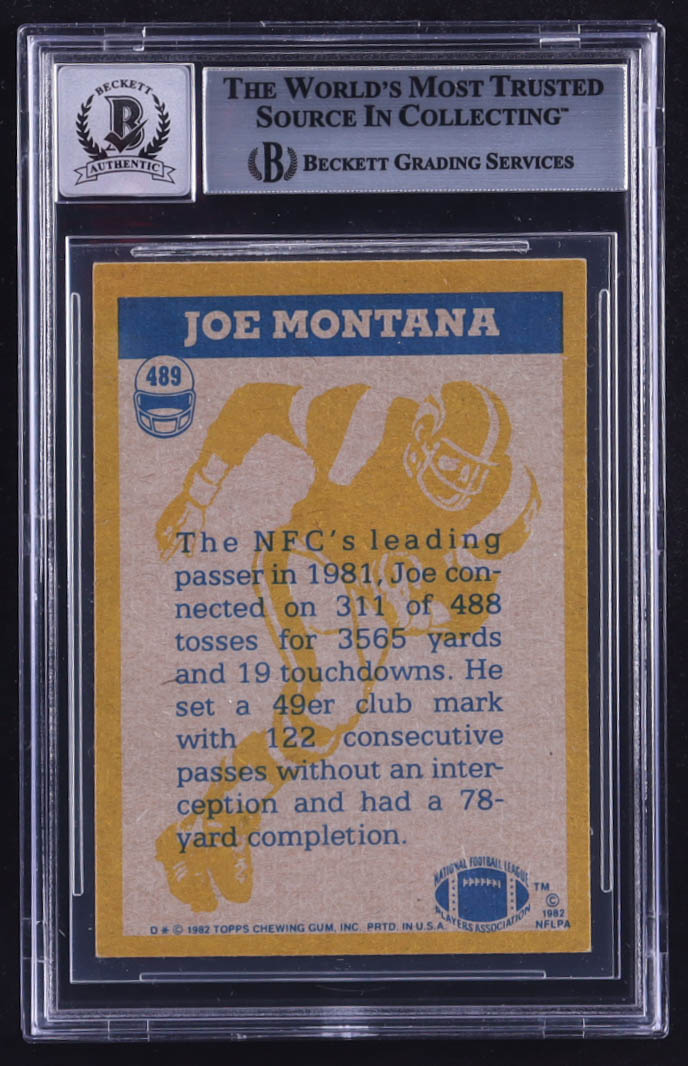 BECKETT
B
AUTHENTIC
THE WORLD'S MOST TRUSTED
SOURCE IN COLLECTING™
B BECKETT GRADING SERVICES
JOE MONTANA
489
The NFC's leading
passer in 1981, Joe con-
nected on 311 of 488
tosses for 3565 yards
and 19 touchdowns. He
set a 49er club mark
with 122 consecutive
passes without an inter-
ception and had a 78-
yard completion.
NATIONAL FOOTBALL LEAGUE
PLAYERS ASSOCIATION
TM
©
1982
NFLPA
D * © 1982 TOPPS CHEWING GUM, INC. PRTD. IN U.S.A.